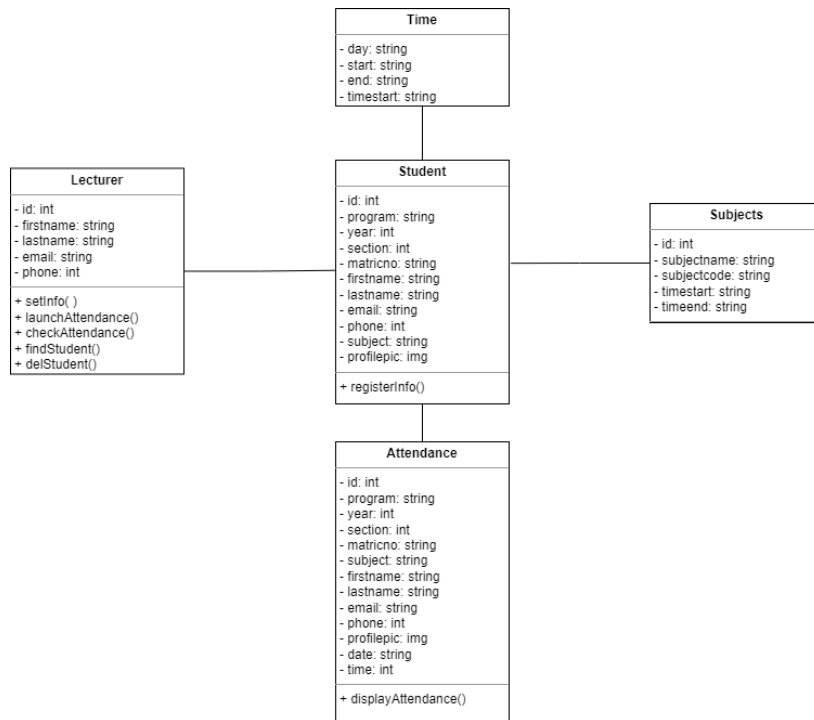 Time
- day: string
- start: string
- end: string
- timestart: string
Lecturer
- id: int
- firstname: string
- lastname: string
- email: string
- phone: int
+ setInfo( )
+ launchAttendance()
+ checkAttendance()
+ findStudent()
+ delStudent()
Student
- id: int
- program: string
- year: int
- section: int
- matricno: string
- firstname: string
- lastname: string
- email: string
- phone: int
- subject: string
- profilepic: img
+ registerInfo()
Subjects
- id: int
- subjectname: string
- subjectcode: string
- timestart: string
- timeend: string
Attendance
- id: int
- program: string
- year: int
- section: int
- matricno: string
- subject: string
- firstname: string
- lastname: string
- email: string
- phone: int
- profilepic: img
- date: string
- time: int
+ displayAttendance()